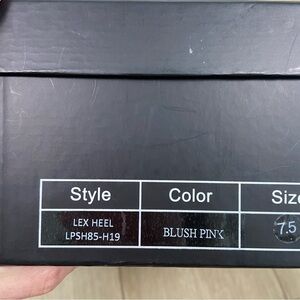 Style Color Size
LEX HEEL
LPSH85-H19 BLUSH PINK 7.5